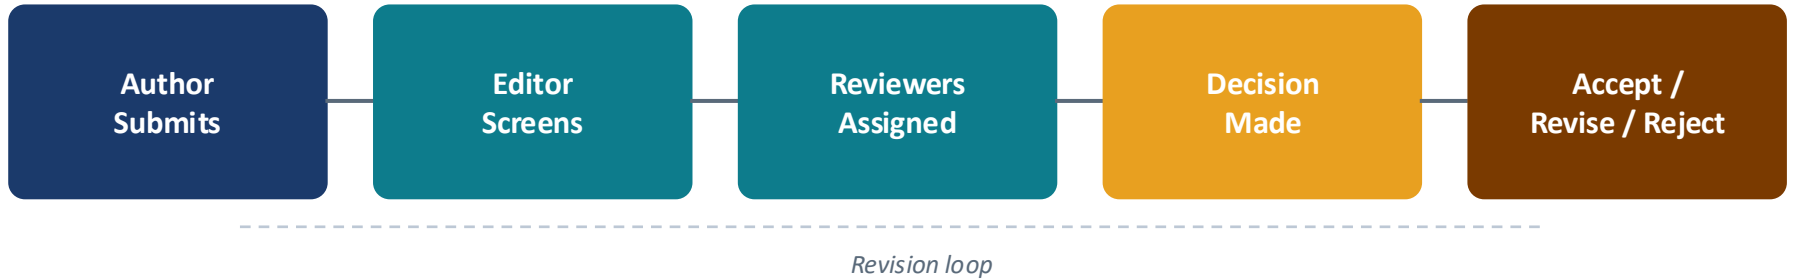 Author
Submits
Editor
Screens
Reviewers
Assigned
Decision
Made
Accept /
Revise / Reject
Revision loop